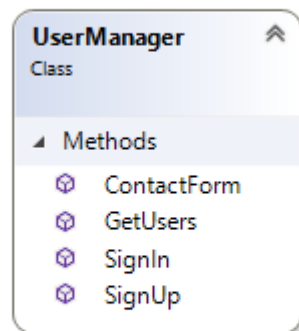 UserManager
Class
Methods
ContactForm
GetUsers
SignIn
SignUp